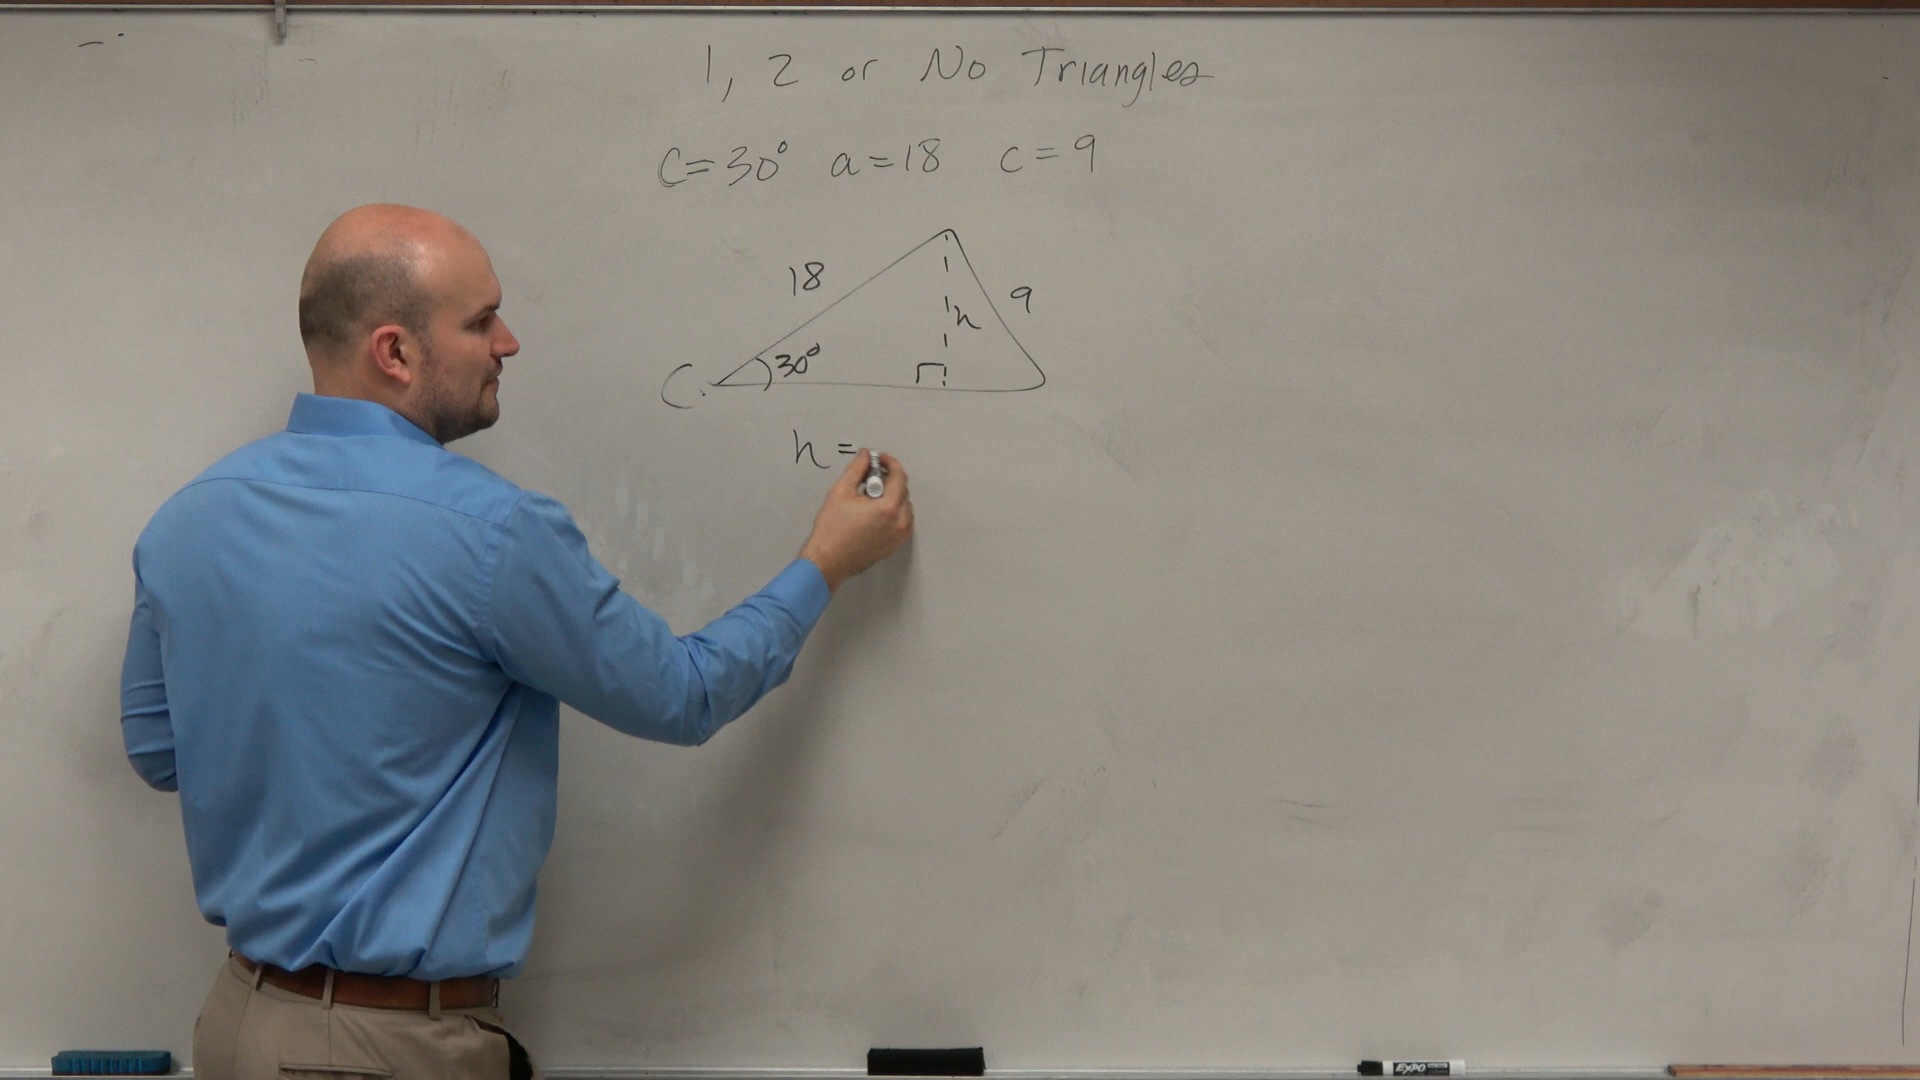 1, 2 or No Triangles
C=30° a=18 c=9
18
9
h
30°
C
h =
EXPO